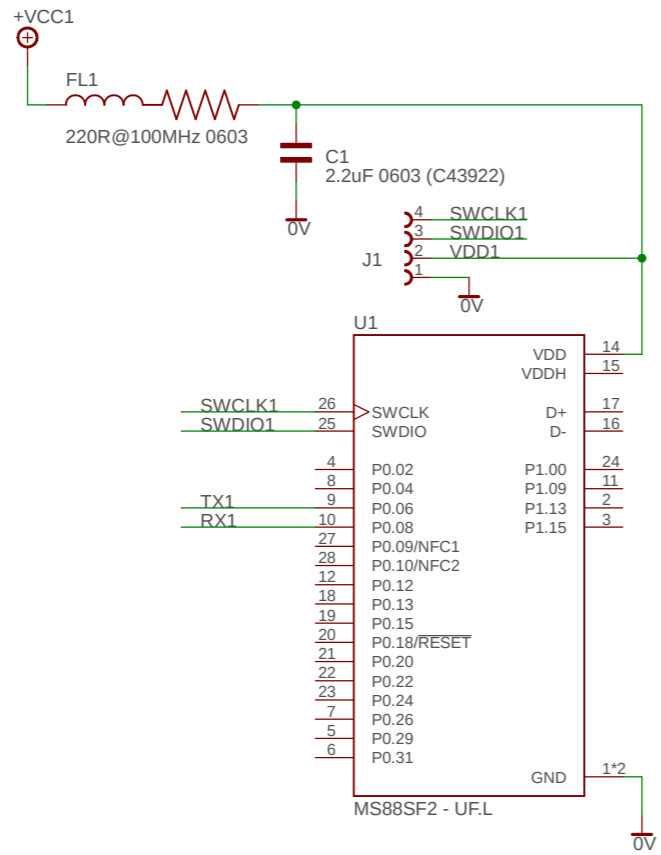 +VCC1
FL1
220R@100MHz 0603
C1
2.2uF 0603 (C43922)
0V
4 SWCLK1
3 SWDIO1
J1 2 VDD1
1
0V
U1
VDD 14
VDDH 15
SWCLK1 26 SWCLK D+ 17
SWDIO1 25 SWDIO D- 16
4 P0.02 P1.00 24
8 P0.04 P1.09 11
TX1 9 P0.06 P1.13 2
RX1 10 P0.08 P1.15 3
27 P0.09/NFC1
28 P0.10/NFC2
12 P0.12
18 P0.13
19 P0.15
20 P0.18/RESET
21 P0.20
22 P0.22
23 P0.24
7 P0.26
5 P0.29
6 P0.31
GND 1*2
MS88SF2 - UF.L
0V